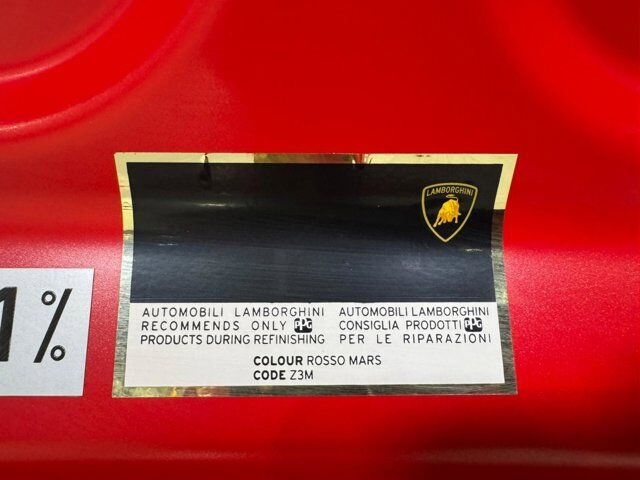 LAMBORGHINI
AUTOMOBILI LAMBORGHINI
RECOMMENDS ONLY PPG
PRODUCTS DURING REFINISHING
AUTOMOBILI LAMBORGHINI
CONSIGLIA PRODOTTI PPG
PER LE RIPARAZIONI
COLOUR ROSSO MARS
CODE Z3M
1%